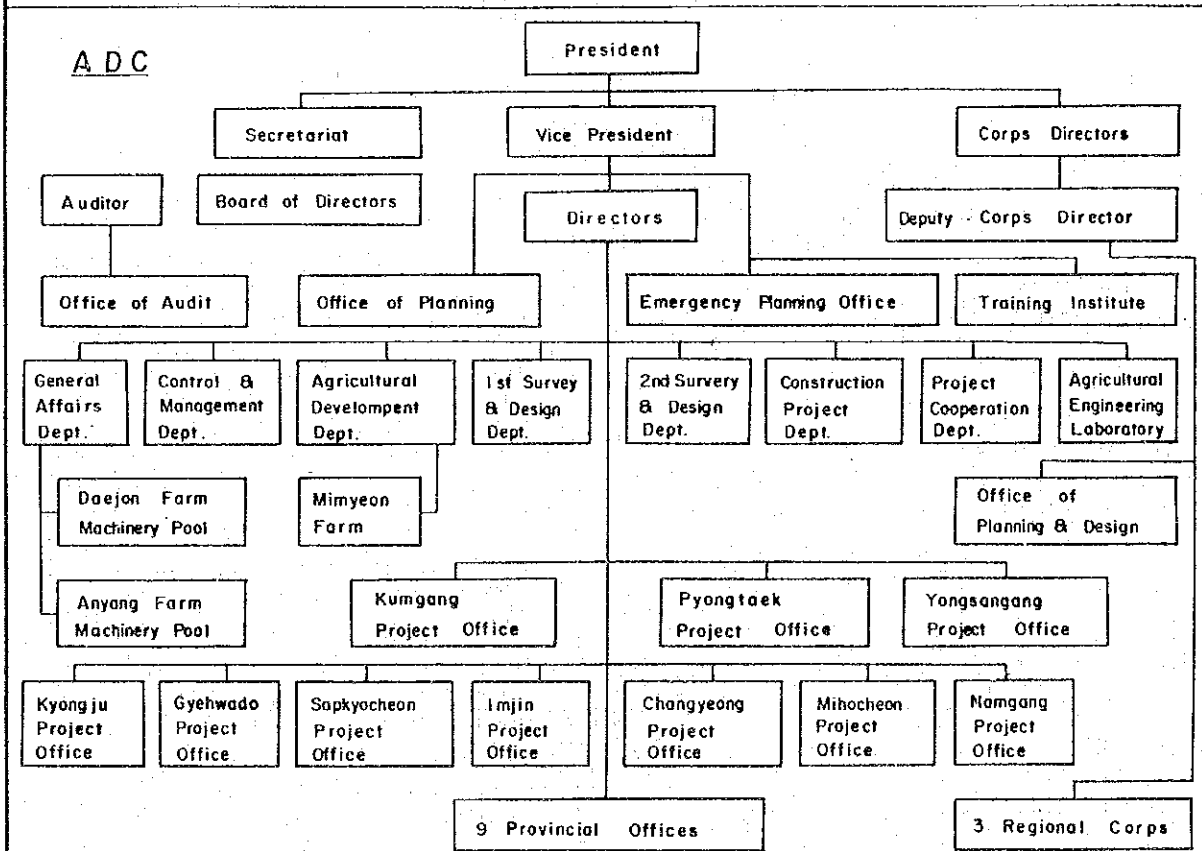 ADC
President
Secretariat
Vice President
Corps Directors
Auditor
Board of Directors
Directors
Deputy - Corps Director
Office of Audit
Office of Planning
Emergency Planning Office
Training Institute
General
Affairs
Dept.
Control &
Management
Dept.
Agricultural
Develompent
Dept.
1st Survey
& Design
Dept.
2nd Survery
& Design
Dept.
Construction
Project
Dept.
Project
Cooperation
Dept.
Agricultural
Engineering
Laboratory
Daejon Farm
Machinery Pool
Mimyeon
Farm
Office of
Planning & Design
Anyang Farm
Machinery Pool
Kumgang
Project Office
Pyongtaek
Project Office
Yongsangang
Project Office
Kyongju
Project
Office
Gyehwado
Project
Office
Sapkyocheon
Project
Office
Imjin
Project
Office
Changyeong
Project
Office
Mihocheon
Project
Office
Namgang
Project
Office
9 Provincial Offices
3 Regional Corps